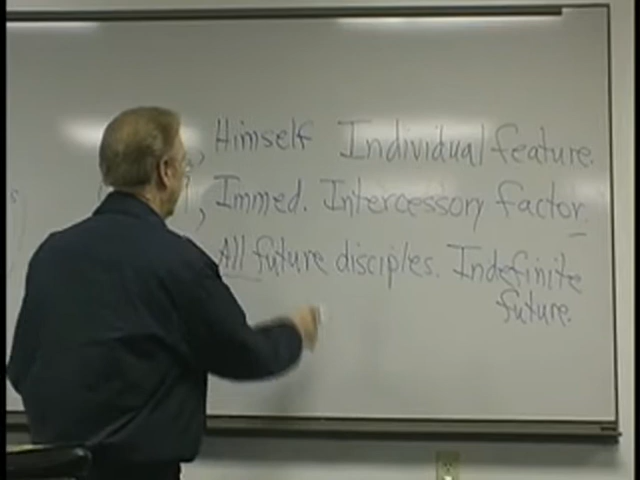 , Himself Individual feature.
, Immed. Intercessory factor.
All future disciples. Indefinite
future.